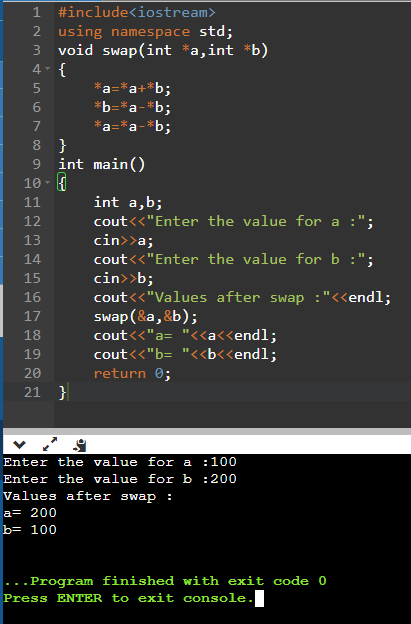 1 #include<iostream>
2 using namespace std;
3 void swap(int *a,int *b)
4 {
5 *a=*a+*b;
6 *b=*a-*b;
7 *a=*a-*b;
8 }
9 int main()
10 {
11 int a,b;
12 cout<<"Enter the value for a :";
13 cin>>a;
14 cout<<"Enter the value for b :";
15 cin>>b;
16 cout<<"Values after swap :"<<endl;
17 swap(&a,&b);
18 cout<<"a= "<<a<<endl;
19 cout<<"b= "<<b<<endl;
20 return 0;
21 }
Enter the value for a :100
Enter the value for b :200
Values after swap :
a= 200
b= 100
...Program finished with exit code 0
Press ENTER to exit console.